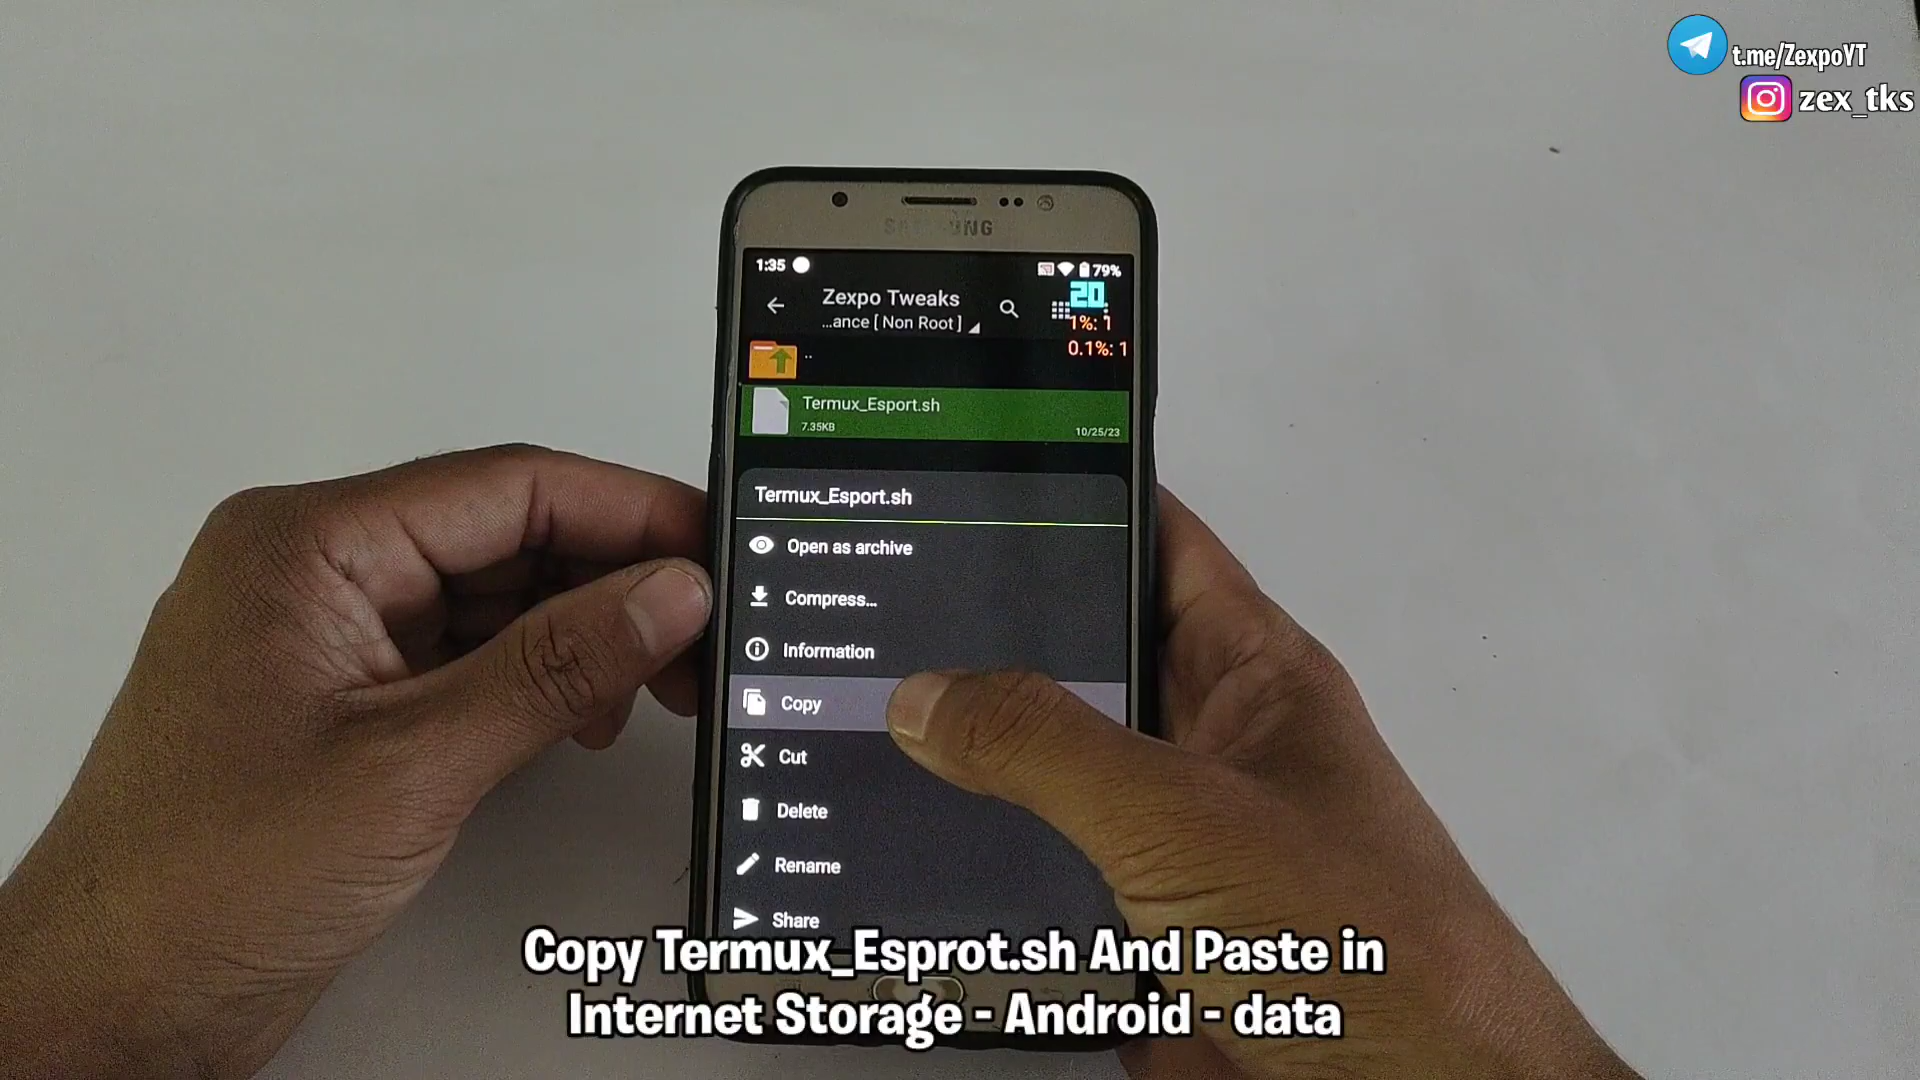 t.me/ZexpoYT
zex_tks
SAMSUNG
1:35
79%
Zexpo Tweaks
...ance [ Non Root ]
20
1%: 1
0.1%: 1
..
Termux_Esport.sh
7.35KB
10/25/23
Termux_Esport.sh
Open as archive
Compress...
Information
Copy
Cut
Delete
Rename
Share
Copy Termux_Esprot.sh And Paste in
Internet Storage - Android - data